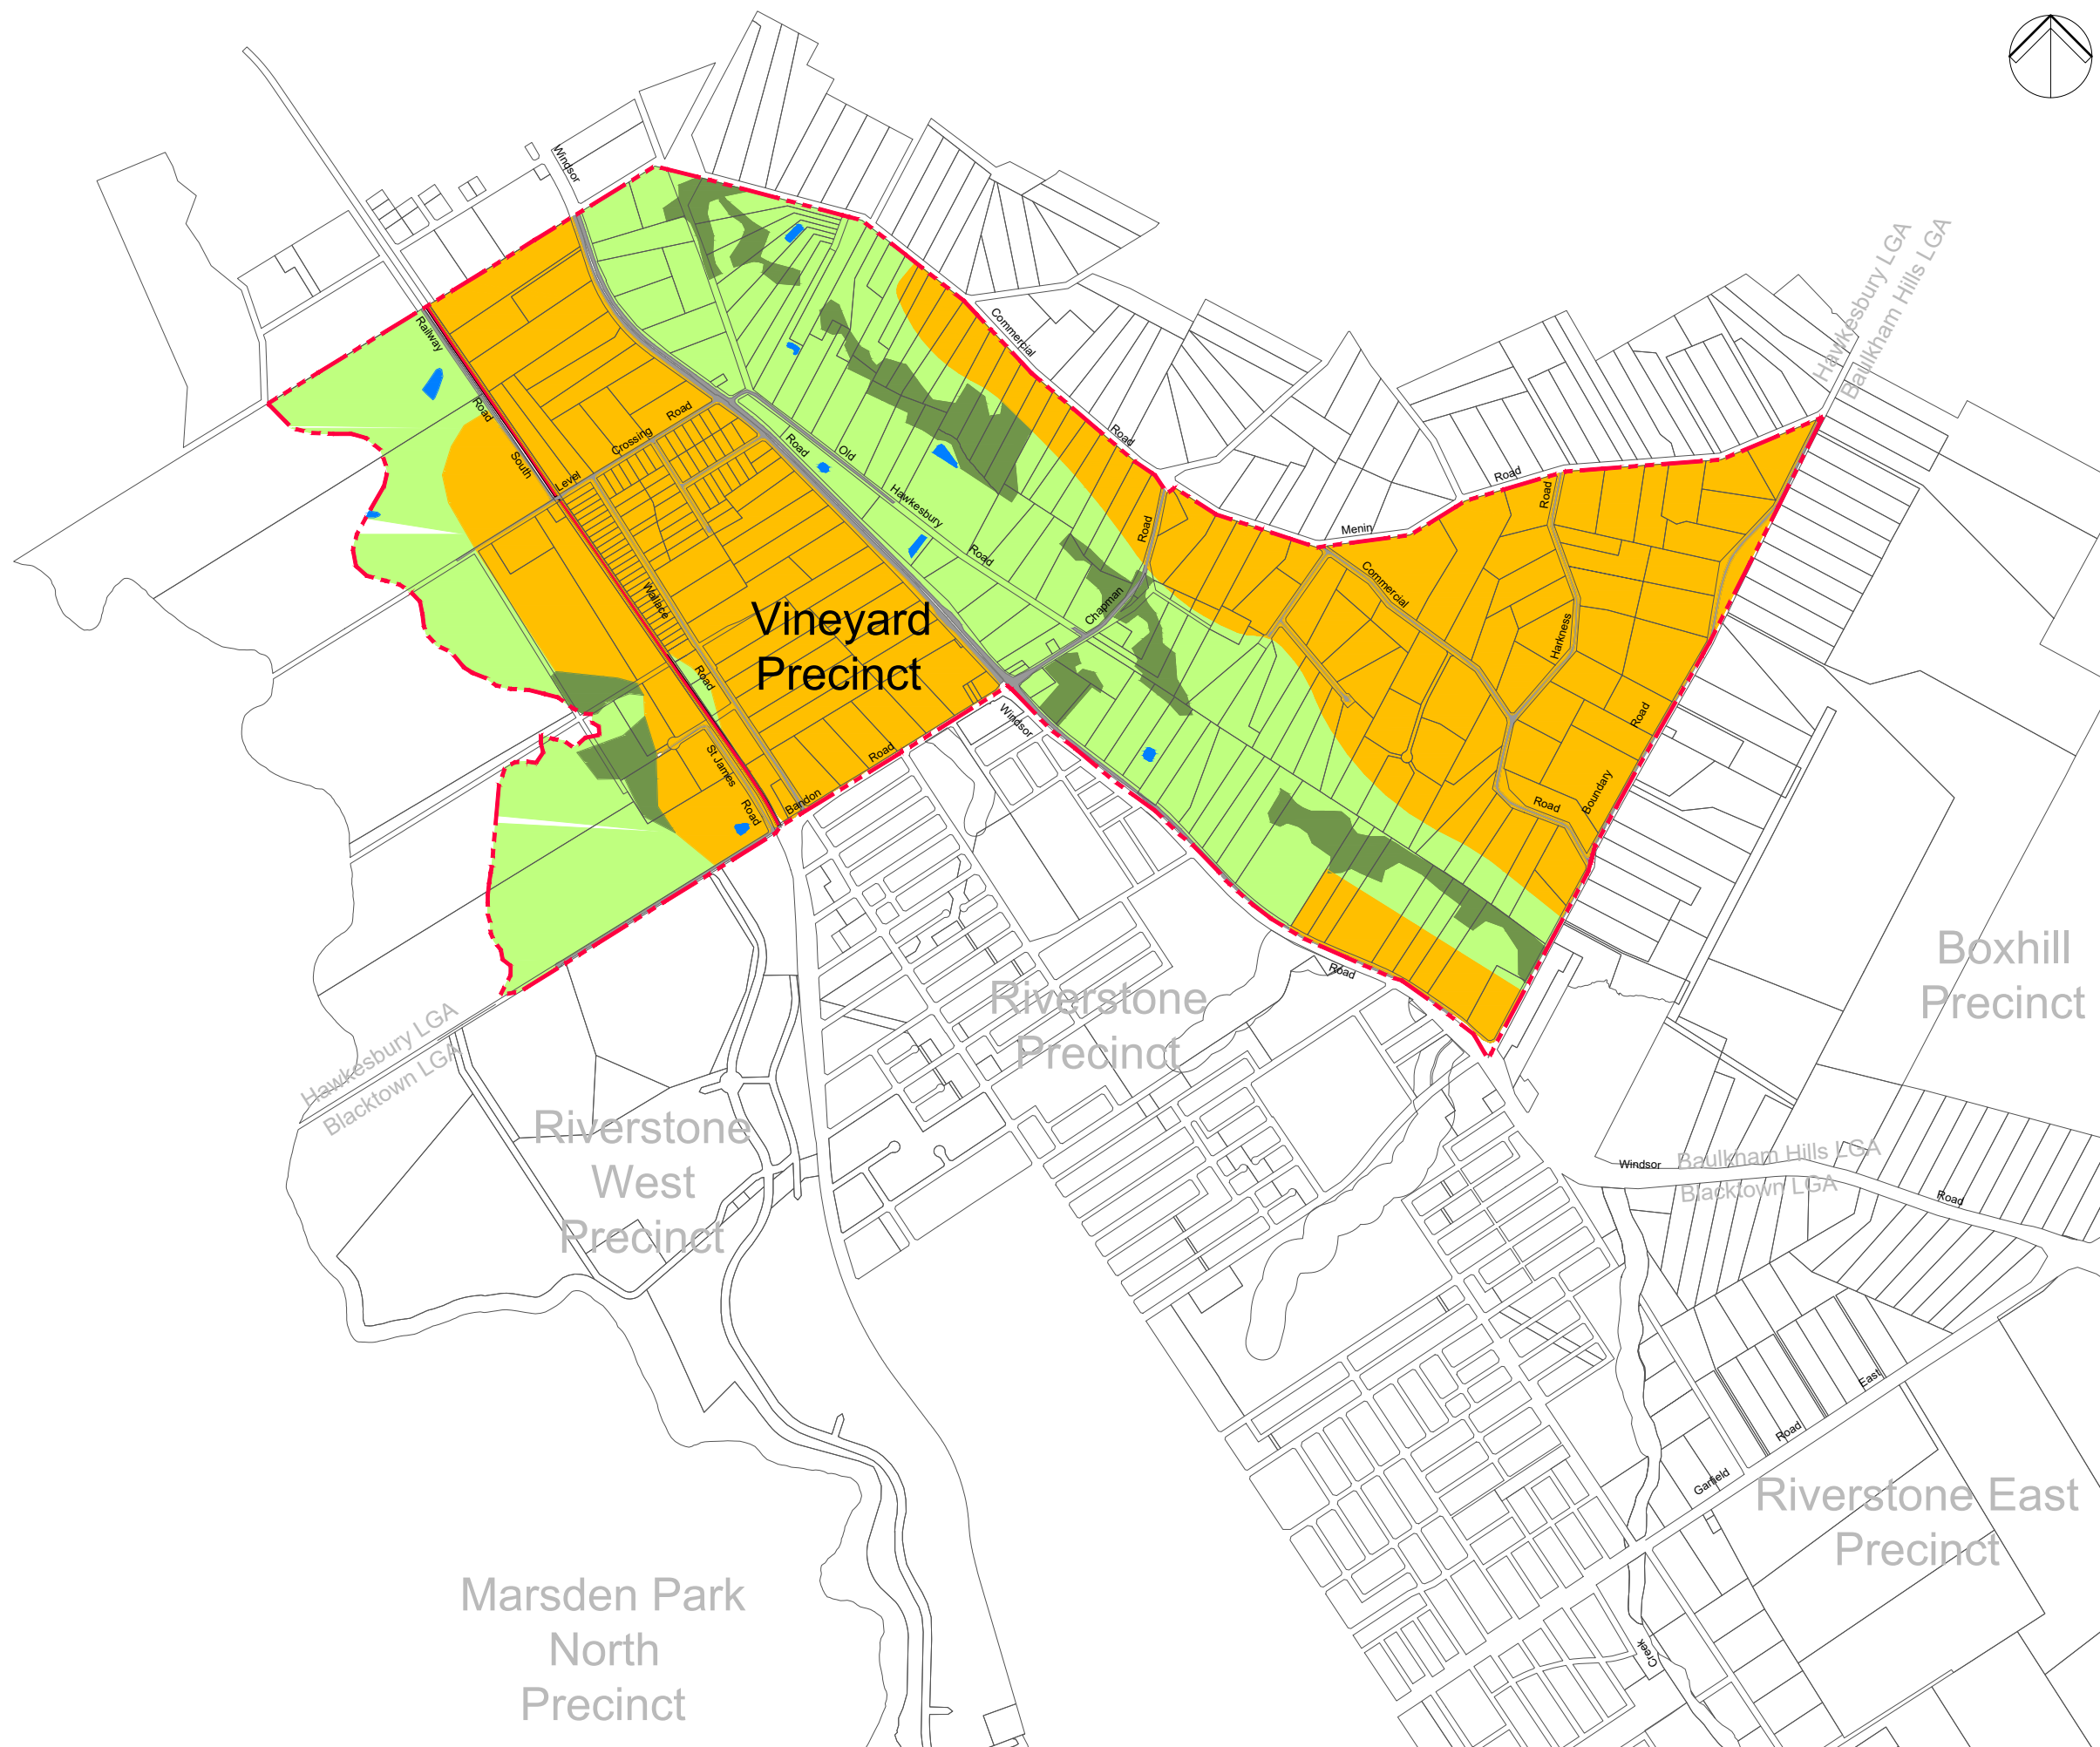 Windsor
Hawkesbury LGA
Baulkham Hills LGA
Railway
Road
South
Commercial
Road
Road
Crossing
Level
Road
Old
Hawkesbury
Road
Road
Menin
Road
Road
Commercial
Harkness
Wallace
Road
Vineyard
Precinct
Chapman
Windsor
Road
Boundary
Road
St James
Road
Bandon
Road
Road
Boxhill
Precinct
Riverstone
Precinct
Hawkesbury LGA
Blacktown LGA
Riverstone
West
Precinct
Windsor
Baulkham Hills LGA
Blacktown LGA
Road
East
Road
Garfield
Riverstone East
Precinct
Marsden Park
North
Precinct
Creek